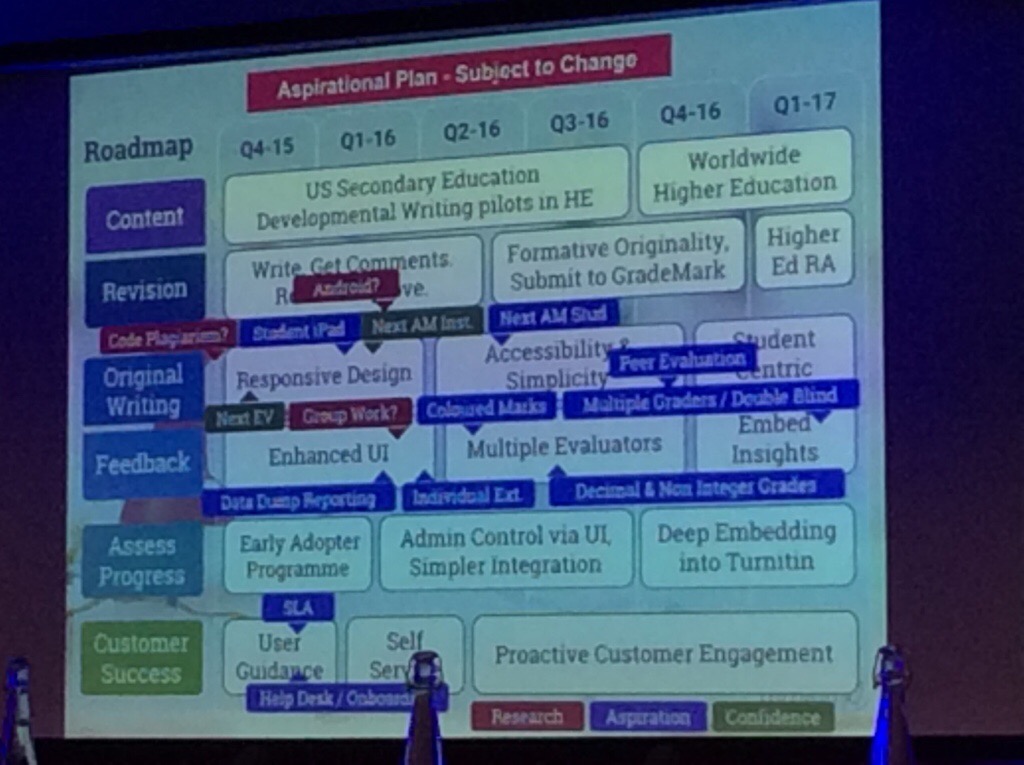 Aspirational Plan - Subject to Change
Roadmap
Q4-15
Q1-16
Q2-16
Q3-16
Q4-16
Q1-17
Content
US Secondary Education
Developmental Writing pilots in HE
Worldwide
Higher Education
Revision
Write, Get Comments.
Android?
ve.
Formative Originality,
Submit to GradeMark
Higher
Ed RA
Code Plagiarism?
Student iPad
Next AM Inst.
Next AM Stud
Original
Writing
Responsive Design
Accessibility &
Simplicity
Peer Evaluation
Student
Centric
Next EV
Group Work?
Coloured Marks
Multiple Graders / Double Blind
Feedback
Enhanced UI
Multiple Evaluators
Embed
Insights
Data Dump Reporting
Individual Ext.
Decimal & Non Integer Grades
Assess
Progress
Early Adopter
Programme
Admin Control via UI,
Simpler Integration
Deep Embedding
into Turnitin
SLA
Customer
Success
User
Guidance
Self
Proactive Customer Engagement
Help Desk /
Research
Aspiration
Confidence